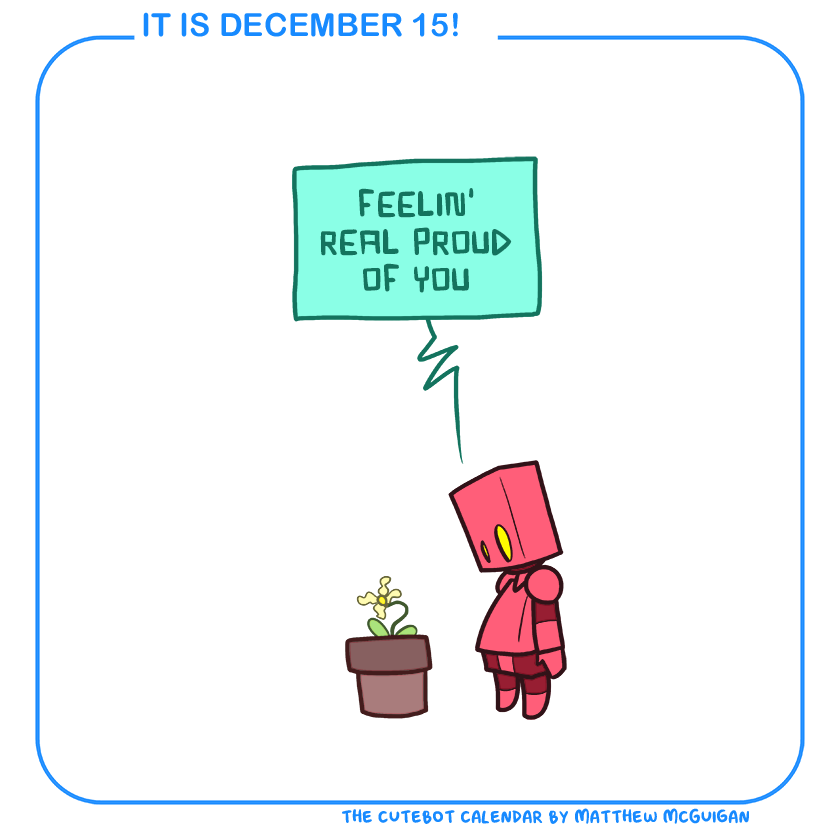 IT IS DECEMBER 15!
FEELIN'
REAL PROUD
OF YOU
THE CUTEBOT CALENDAR BY MATTHEW MCGUIGAN